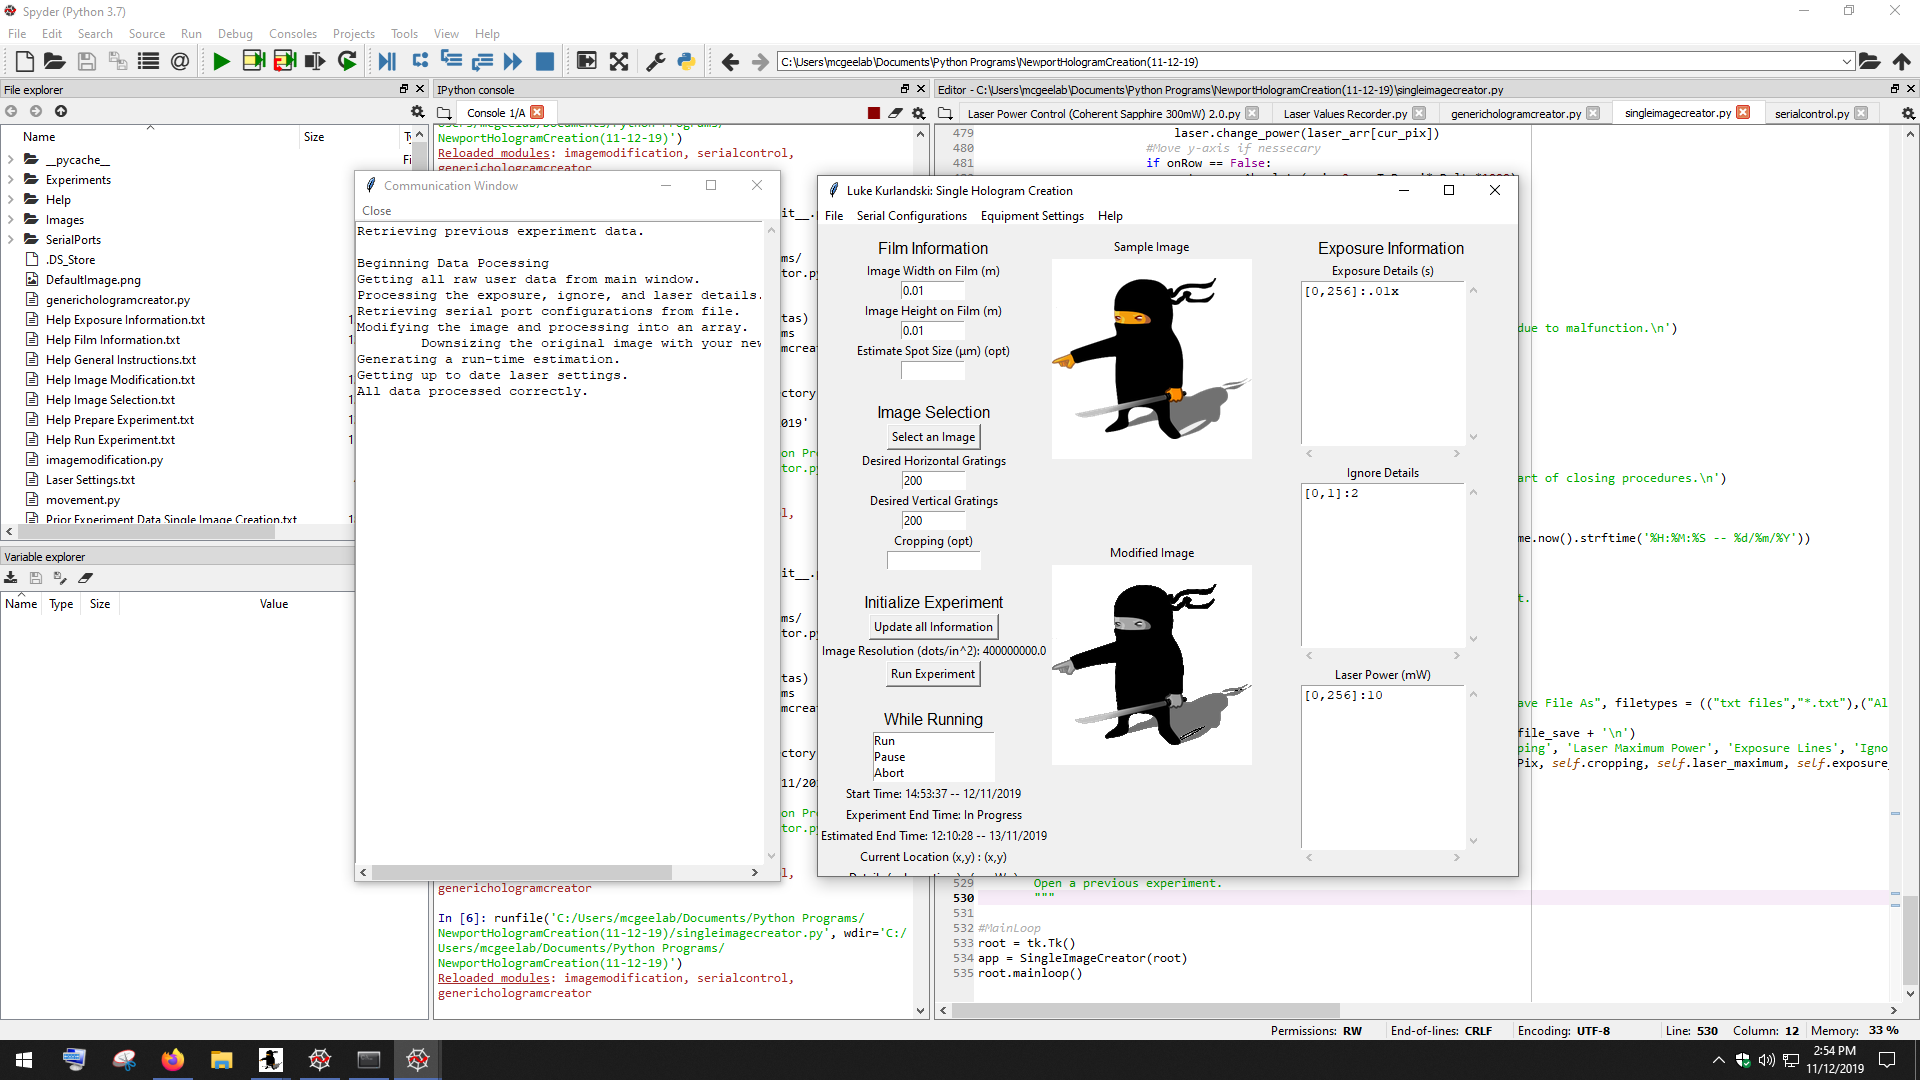 Spyder (Python 3.7)
File Edit Search Source Run Debug Consoles Projects Tools View Help
C:\Users\mcgeelab\Documents\Python Programs\NewportHologramCreation(11-12-19)
File explorer
Name Size
__pycache__
Experiments
Help
Images
SerialPorts
.DS_Store
DefaultImage.png
generichologramcreator.py
Help Exposure Information.txt
Help Film Information.txt
Help General Instructions.txt
Help Image Modification.txt
Help Image Selection.txt
Help Prepare Experiment.txt
Help Run Experiment.txt
imagemodification.py
Laser Settings.txt
movement.py
Prior Experiment Data Single Image Creation.txt
Variable explorer
Name Type Size Value
IPython console
Console 1/A
NewportHologramCreation(11-12-19)')
Reloaded modules: imagemodification, serialcontrol,
generichologramcreator
Communication Window
Close
Retrieving previous experiment data.
Beginning Data Pocessing
Getting all raw user data from main window.
Processing the exposure, ignore, and laser details.
Retrieving serial port configurations from file.
Modifying the image and processing into an array.
Downsizing the original image with your new
Generating a run-time estimation.
Getting up to date laser settings.
All data processed correctly.
generichologramcreator
In [6]: runfile('C:/Users/mcgeelab/Documents/Python Programs/
NewportHologramCreation(11-12-19)/singleimagecreator.py', wdir='C:/
Users/mcgeelab/Documents/Python Programs/
NewportHologramCreation(11-12-19)')
Reloaded modules: imagemodification, serialcontrol,
generichologramcreator
Editor - C:\Users\mcgeelab\Documents\Python Programs\NewportHologramCreation(11-12-19)\singleimagecreator.py
Laser Power Control (Coherent Sapphire 300mW) 2.0.py Laser Values Recorder.py generichologramcreator.py singleimagecreator.py serialcontrol.py
479 laser.change_power(laser_arr[cur_pix])
480 #Move y-axis if nessecary
481 if onRow == False:
Luke Kurlandski: Single Hologram Creation
File Serial Configurations Equipment Settings Help
Film Information
Image Width on Film (m)
0.01
Image Height on Film (m)
0.01
Estimate Spot Size (μm) (opt)
Image Selection
Select an Image
Desired Horizontal Gratings
200
Desired Vertical Gratings
200
Cropping (opt)
Initialize Experiment
Update all Information
Image Resolution (dots/in^2): 400000000.0
Run Experiment
While Running
Run
Pause
Abort
Start Time: 14:53:37 -- 12/11/2019
Experiment End Time: In Progress
Estimated End Time: 12:10:28 -- 13/11/2019
Current Location (x,y) : (x,y)
Sample Image
Modified Image
Exposure Information
Exposure Details (s)
[0,256]:.01x
Ignore Details
[0,1]:2
Laser Power (mW)
[0,256]:10
due to malfunction.\n')
art of closing procedures.\n')
me.now().strftime('%H:%M:%S -- %d/%m/%Y'))
t.
ave File As", filetypes = (("txt files","*.txt"),("Al
file_save + '\n')
ping', 'Laser Maximum Power', 'Exposure Lines', 'Igno
Pix, self.cropping, self.laser_maximum, self.exposure_
529 Open a previous experiment.
530 """
531
532 #MainLoop
533 root = tk.Tk()
534 app = SingleImageCreator(root)
535 root.mainloop()
Permissions: RW End-of-lines: CRLF Encoding: UTF-8 Line: 530 Column: 12 Memory: 33 %
2:54 PM
11/12/2019